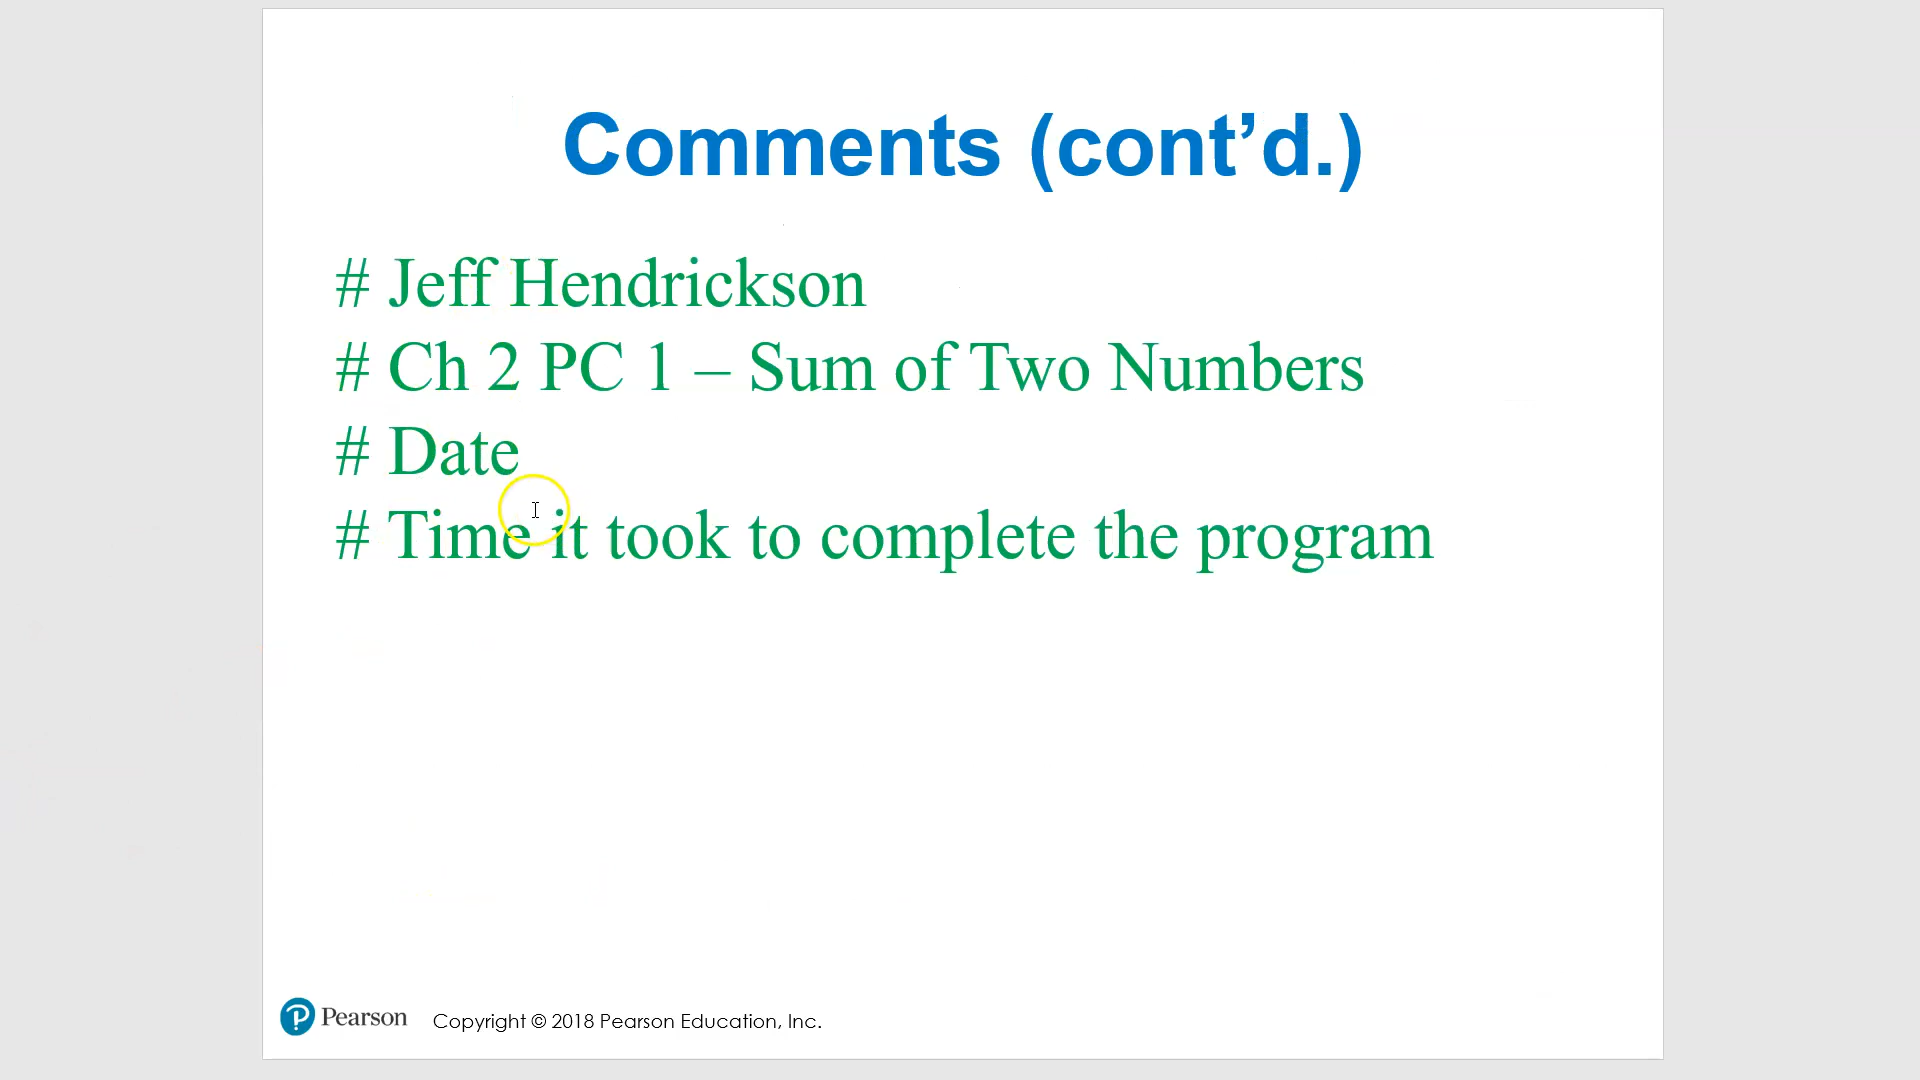 Comments (cont’d.)
# Jeff Hendrickson
# Ch 2 PC 1 – Sum of Two Numbers
# Date
# Time it took to complete the program
Pearson
Copyright © 2018 Pearson Education, Inc.